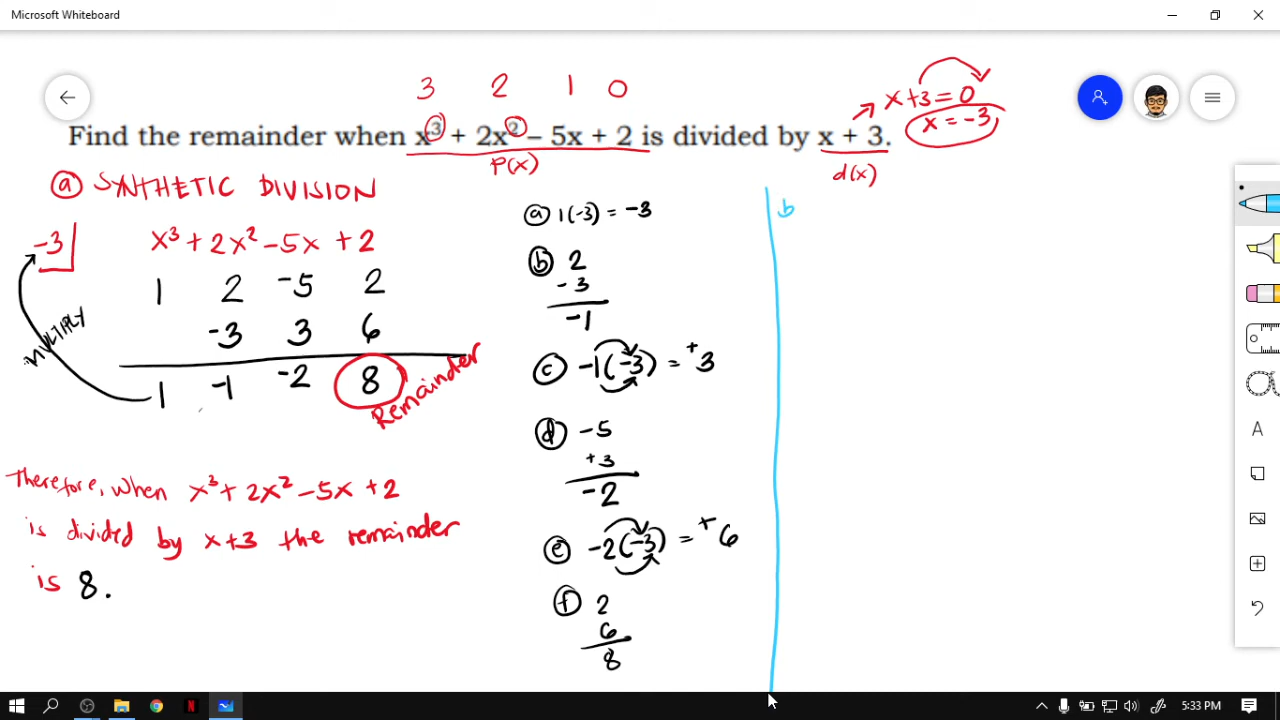 Microsoft Whiteboard
3 2 1 0
x+3=0
x = -3
Find the remainder when x³ + 2x² – 5x + 2 is divided by x + 3.
P(x)
d(x)
a SYNTHETIC DIVISION
-3
x³ + 2x² -5x +2
1 2 -5 2
-3 3 6
1 -1 -2 8
MULTIPLY
Remainder
Therefore, when x³ + 2x² -5x +2
is divided by x+3 the remainder
is 8.
a 1(-3) = -3
b 2
-3
-1
c -1(-3) = +3
d -5
+3
-2
e -2(-3) = +6
f 2
6
8
b
A
5:33 PM